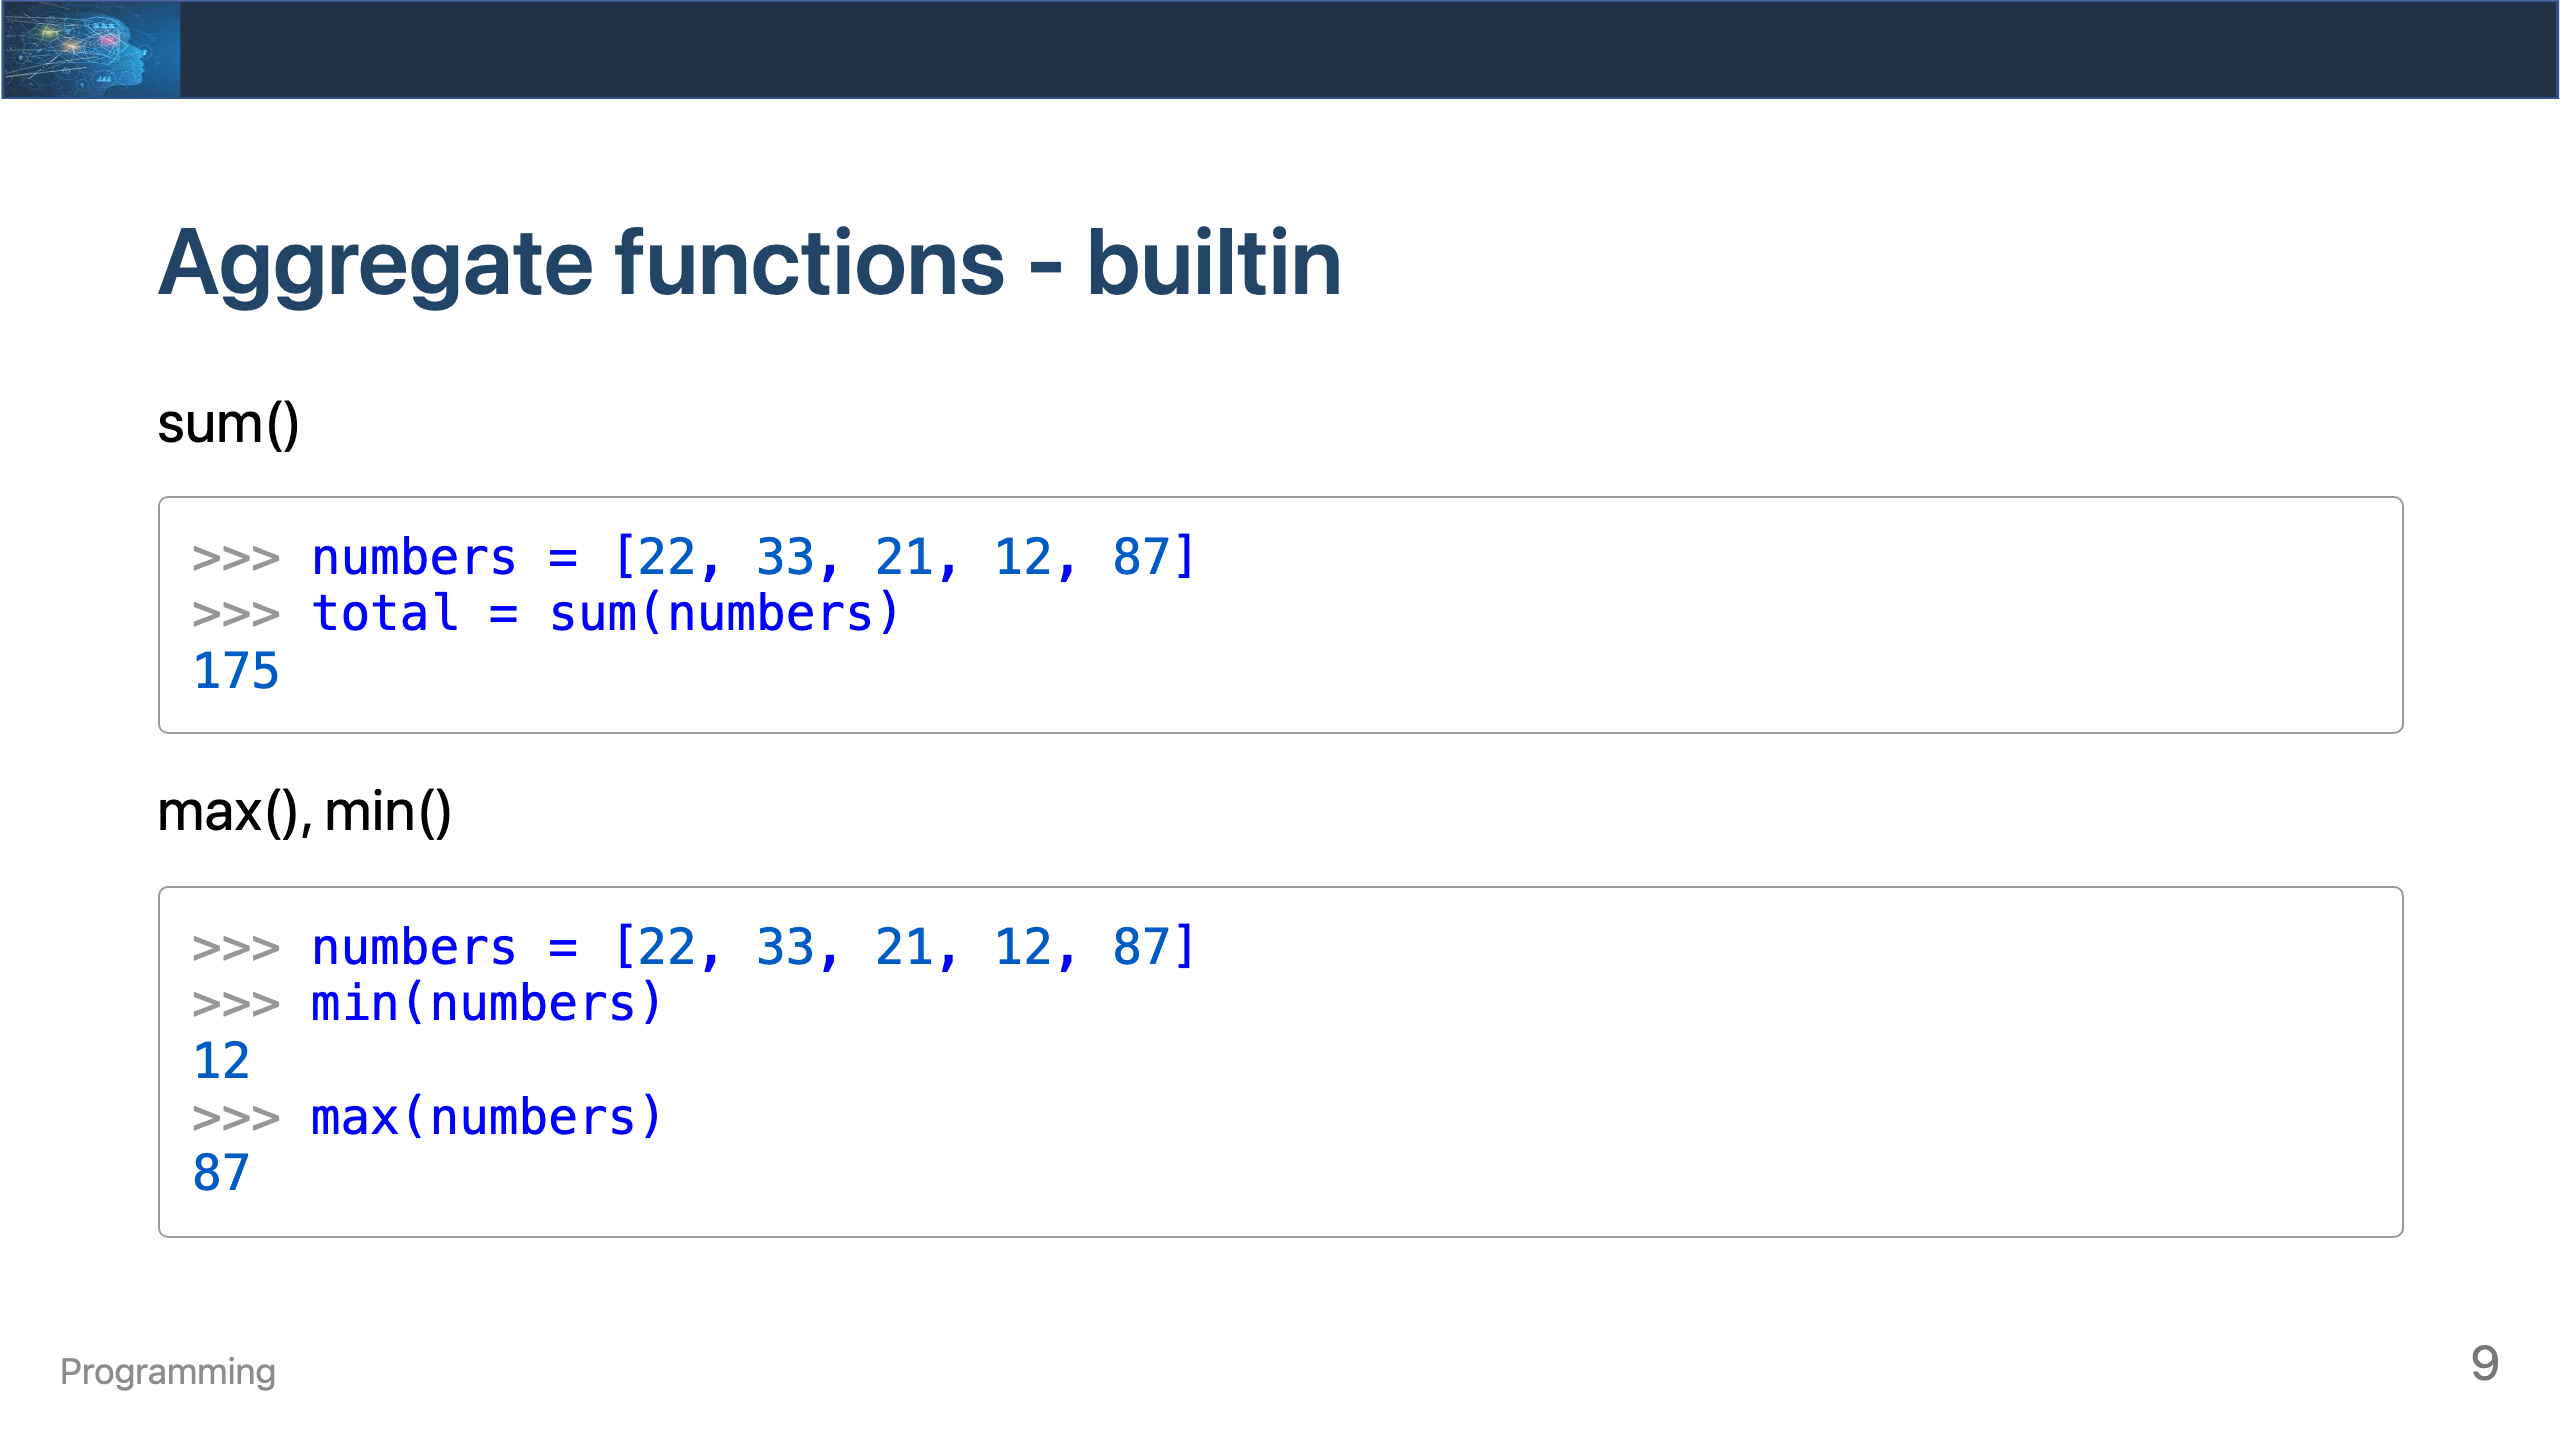 Aggregate functions - builtin
sum()
>>> numbers = [22, 33, 21, 12, 87]
>>> total = sum(numbers)
175
max(), min()
>>> numbers = [22, 33, 21, 12, 87]
>>> min(numbers)
12
>>> max(numbers)
87
Programming
9